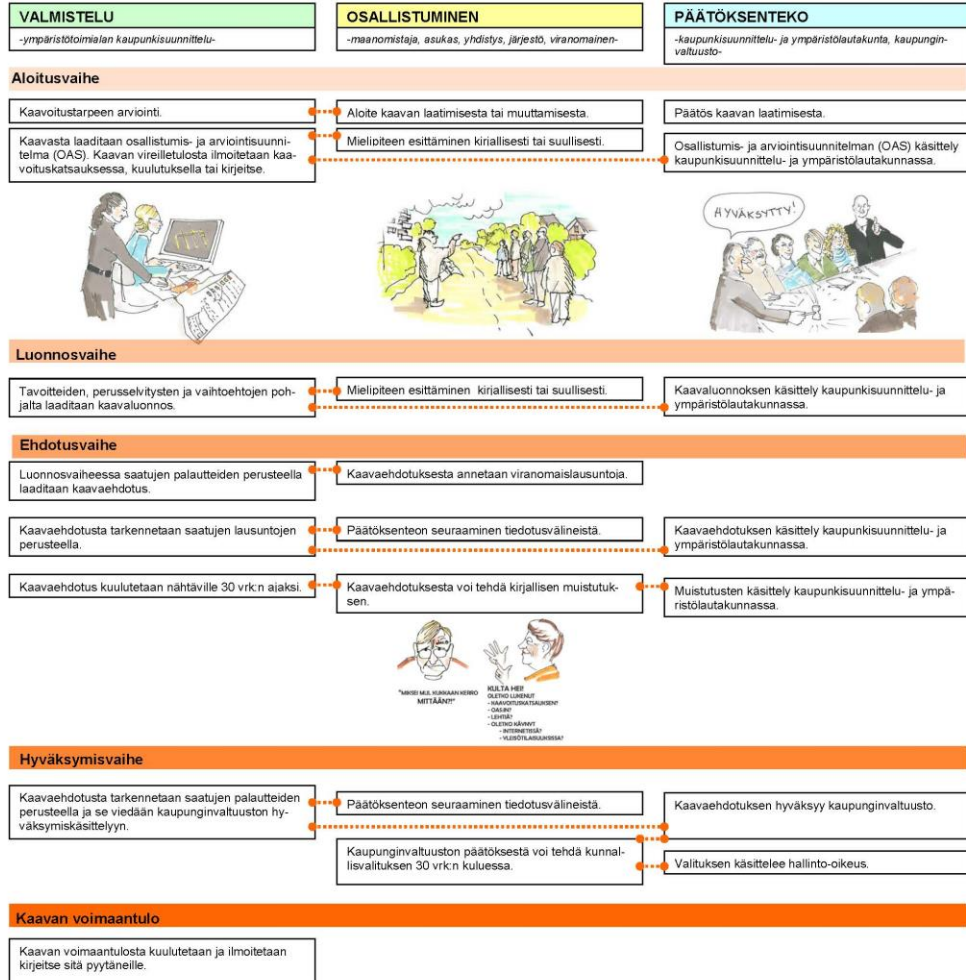 VALMISTELU
-ympäristötoimialan kaupunkisuunnittelu-
OSALLISTUMINEN
-maanomistaja, asukas, yhdistys, järjestö, viranomainen-
PÄÄTÖKSENTEKO
-kaupunkisuunnittelu- ja ympäristölautakunta, kaupungin-
valtuusto-
Aloitusvaihe
Kaavoitustarpeen arviointi.
Aloite kaavan laatimisesta tai muuttamisesta.
Päätös kaavan laatimisesta.
Kaavasta laaditaan osallistumis- ja arviointisuunni-
telma (OAS). Kaavan vireilletulosta ilmoitetaan kaa-
voituskatsauksessa, kuulutuksella tai kirjeitse.
Mielipiteen esittäminen kirjallisesti tai suullisesti.
Osallistumis- ja arviointisuunnitelman (OAS) käsittely
kaupunkisuunnittelu- ja ympäristölautakunnassa.
HYVÄKSYTTY!
Luonnosvaihe
Tavoitteiden, perusselvitysten ja vaihtoehtojen poh-
jalta laaditaan kaavaluonnos.
Mielipiteen esittäminen kirjallisesti tai suullisesti.
Kaavaluonnoksen käsittely kaupunkisuunnittelu- ja
ympäristölautakunnassa.
Ehdotusvaihe
Luonnosvaiheessa saatujen palautteiden perusteella
laaditaan kaavaehdotus.
Kaavaehdotuksesta annetaan viranomaislausuntoja.
Kaavaehdotusta tarkennetaan saatujen lausuntojen
perusteella.
Päätöksenteon seuraaminen tiedotusvälineistä.
Kaavaehdotuksen käsittely kaupunkisuunnittelu- ja
ympäristölautakunnassa.
Kaavaehdotus kuulutetaan nähtäville 30 vrk:n ajaksi.
Kaavaehdotuksesta voi tehdä kirjallisen muistutuk-
sen.
Muistutusten käsittely kaupunkisuunnittelu- ja ympä-
ristölautakunnassa.
"MIKSEI MUL KUKKAAN KERRO
MITTÄÄN?!"
KULTA HEI!
OLETKO LUKENUT
- KAAVOITUSKATSAUKSEN?
- OAS:IN?
- LEHTIÄ?
- OLETKO KÄYNYT
- INTERNETISSÄ?
- YLEISÖTILAISUUKSISSA?
Hyväksymisvaihe
Kaavaehdotusta tarkennetaan saatujen palautteiden
perusteella ja se viedään kaupunginvaltuuston hy-
väksymiskäsittelyyn.
Päätöksenteon seuraaminen tiedotusvälineistä.
Kaavaehdotuksen hyväksyy kaupunginvaltuusto.
Kaupunginvaltuuston päätöksestä voi tehdä kunnal-
lisvalituksen 30 vrk:n kuluessa.
Valituksen käsittelee hallinto-oikeus.
Kaavan voimaantulo
Kaavan voimaantulosta kuulutetaan ja ilmoitetaan
kirjeitse sitä pyytäneille.